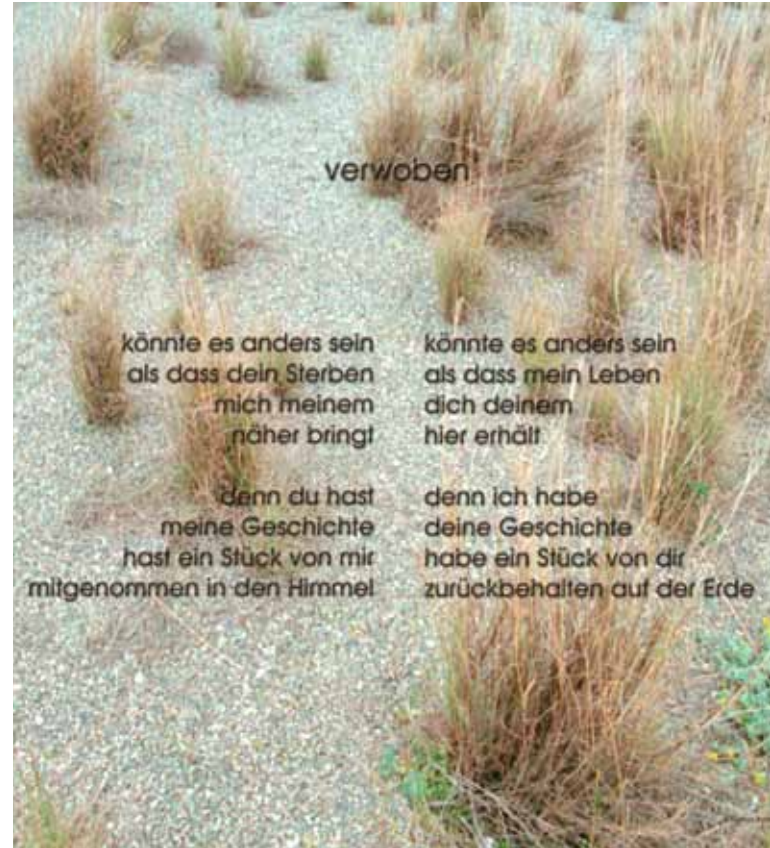 verwoben
könnte es anders sein
als dass dein Sterben
mich meinem
näher bringt
denn du hast
meine Geschichte
hast ein Stück von mir
mitgenommen in den Himmel
könnte es anders sein
als dass mein Leben
dich deinem
hier erhält
denn ich habe
deine Geschichte
habe ein Stück von dir
zurückbehalten auf der Erde